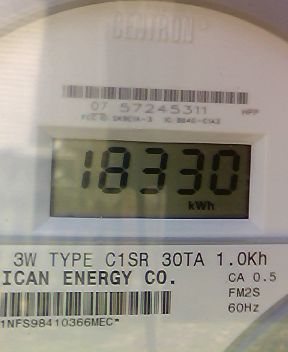 CENTRON
07 57245311 HPP
18330
kWh
3W TYPE C1SR 30TA 1.0Kh
ICAN ENERGY CO. CA 0.5
FM2S
1NFS98410366MEC* 60Hz